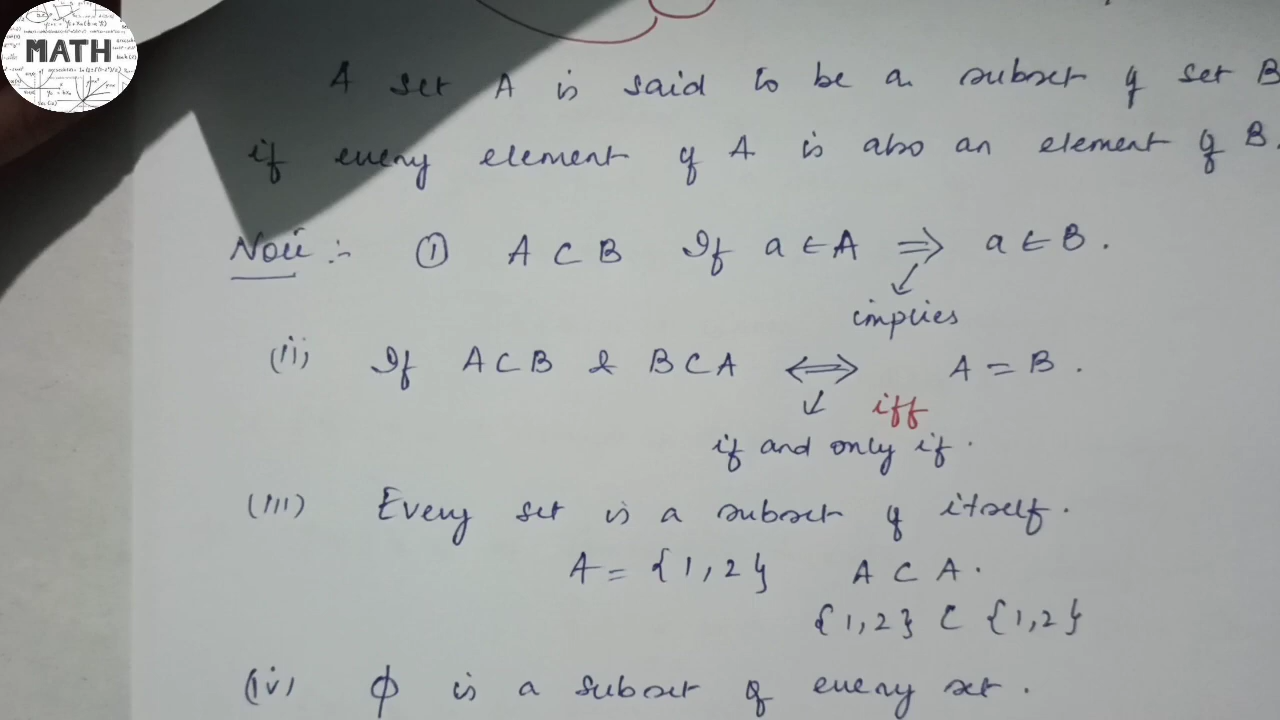 MATH
A set A is said to be a subset of set B
if every element of A is also an element of B.
Note :- ① A ⊂ B If a ∈ A ⇒ a ∈ B.
implies
(ii) If A ⊂ B & B ⊂ A ⟺ A = B.
iff
if and only if.
(iii) Every set is a subset of itself.
A = {1, 2} A ⊂ A.
{1, 2} ⊂ {1, 2}
(iv) ϕ is a subset of every set.